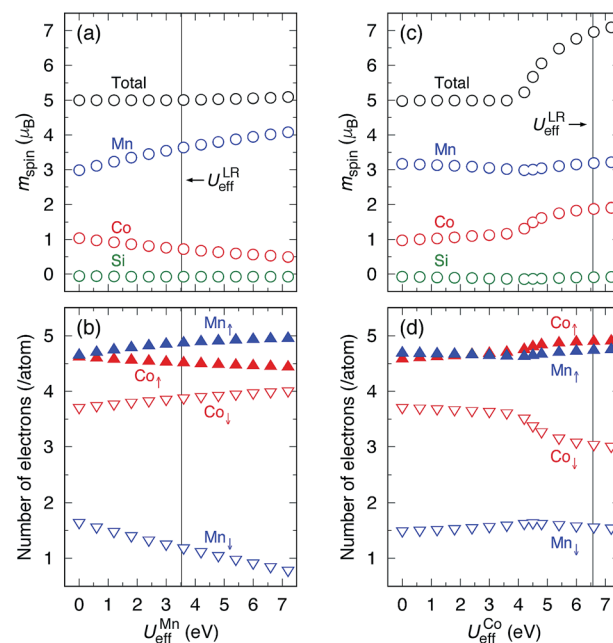 (a)
7
6
5
4
3
2
1
0
m_spin (μ_B)
Total
Mn
U_eff^LR
Co
Si
(c)
7
6
5
4
3
2
1
0
m_spin (μ_B)
Total
U_eff^LR
Mn
Co
Si
(b)
5
4
3
2
1
Number of electrons (/atom)
Mn↑
Co↑
Co↓
Mn↓
0 1 2 3 4 5 6 7
U_eff^Mn (eV)
(d)
5
4
3
2
1
Number of electrons (/atom)
Co↑
Mn↑
Co↓
Mn↓
0 1 2 3 4 5 6 7
U_eff^Co (eV)